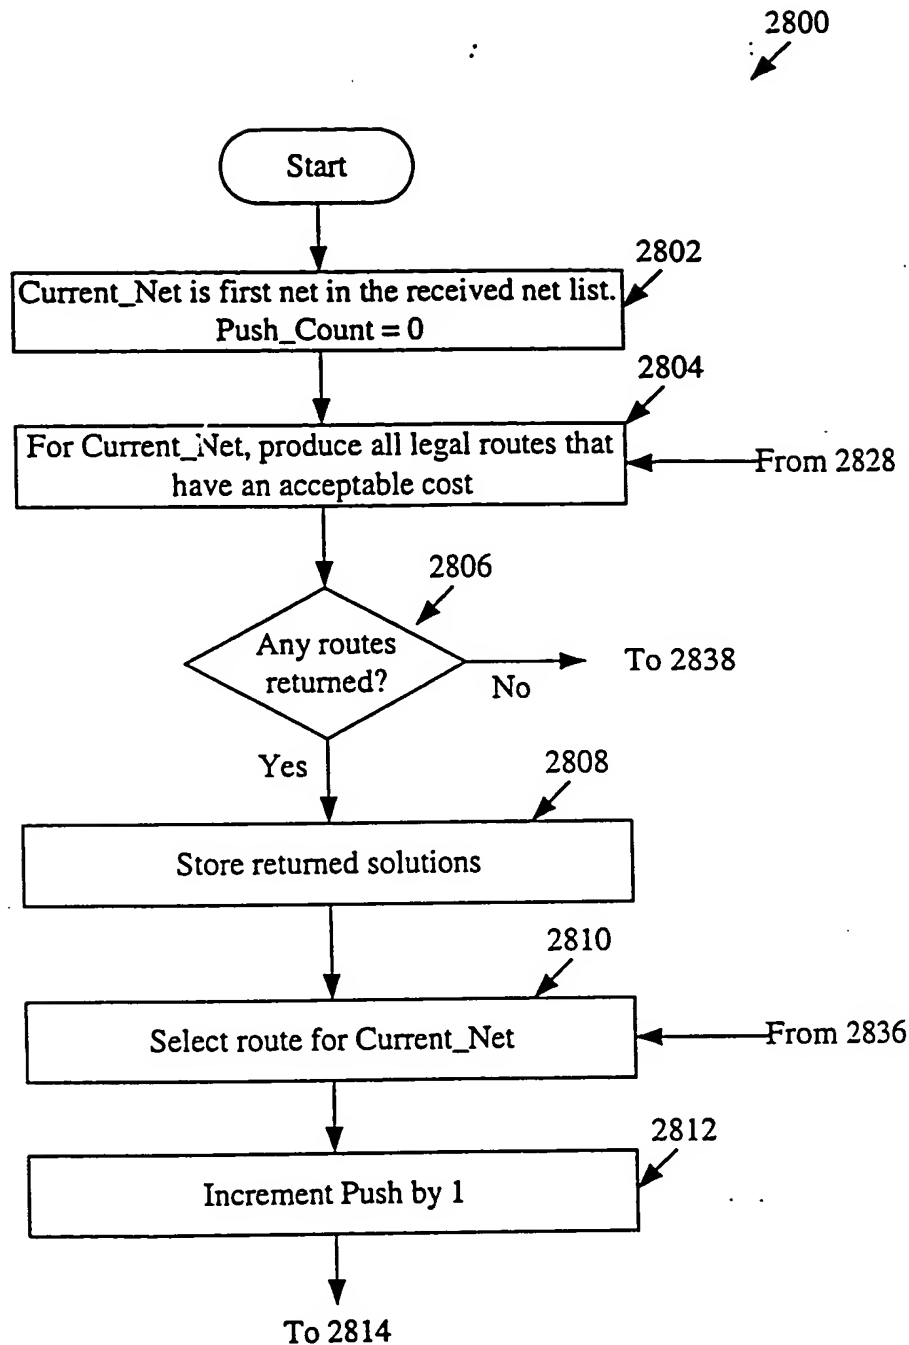 2800
Start
2802
Current_Net is first net in the received net list.
Push_Count = 0
2804
For Current_Net, produce all legal routes that
have an acceptable cost
From 2828
2806
Any routes
returned?
No
To 2838
Yes
2808
Store returned solutions
2810
Select route for Current_Net
From 2836
2812
Increment Push by 1
To 2814